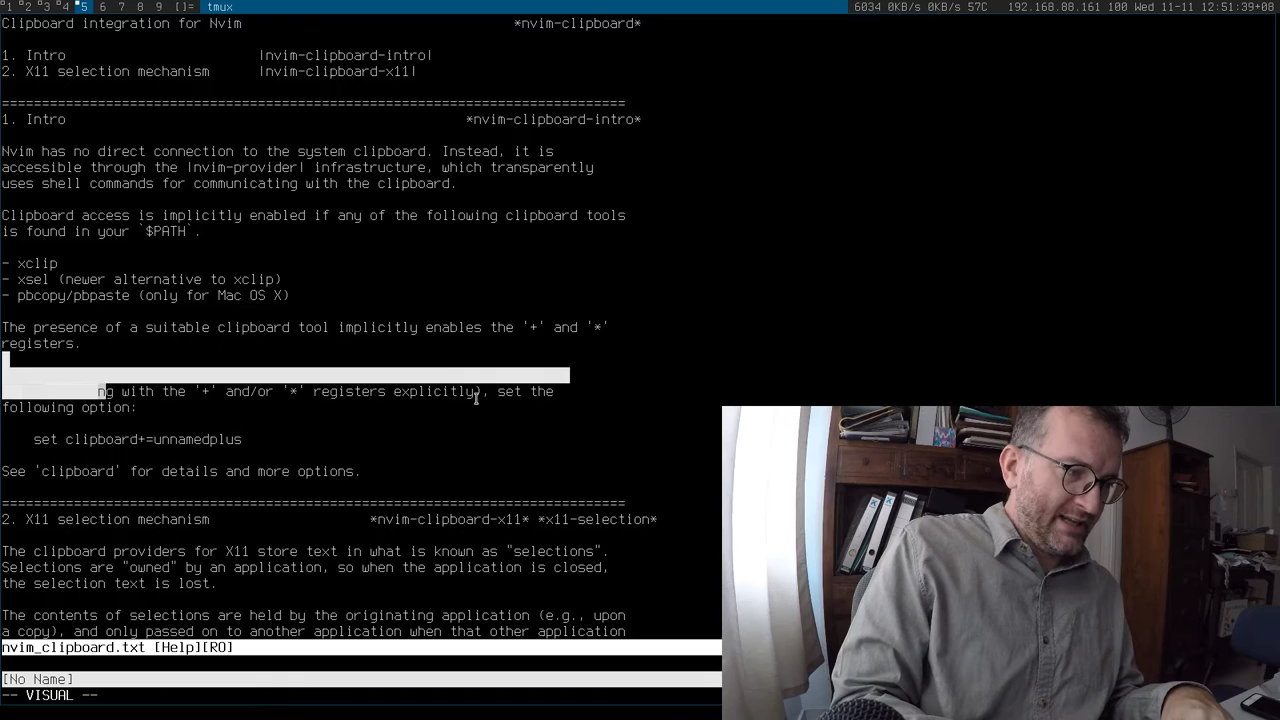 1 2 3 4 5 6 7 8 9 []= tmux 6034 0KB/s 0KB/s 57C 192.168.88.161 100 Wed 11-11 12:51:39+08
Clipboard integration for Nvim *nvim-clipboard*
1. Intro |nvim-clipboard-intro|
2. X11 selection mechanism |nvim-clipboard-x11|
==============================================================================
1. Intro *nvim-clipboard-intro*
Nvim has no direct connection to the system clipboard. Instead, it is
accessible through the |nvim-provider| infrastructure, which transparently
uses shell commands for communicating with the clipboard.
Clipboard access is implicitly enabled if any of the following clipboard tools
is found in your `$PATH`.
- xclip
- xsel (newer alternative to xclip)
- pbcopy/pbpaste (only for Mac OS X)
The presence of a suitable clipboard tool implicitly enables the '+' and '*'
registers.
ng with the '+' and/or '*' registers explicitly), set the
following option:
set clipboard+=unnamedplus
See 'clipboard' for details and more options.
==============================================================================
2. X11 selection mechanism *nvim-clipboard-x11* *x11-selection*
The clipboard providers for X11 store text in what is known as "selections".
Selections are "owned" by an application, so when the application is closed,
the selection text is lost.
The contents of selections are held by the originating application (e.g., upon
a copy), and only passed on to another application when that other application
nvim_clipboard.txt [Help][RO]
[No Name]
-- VISUAL --